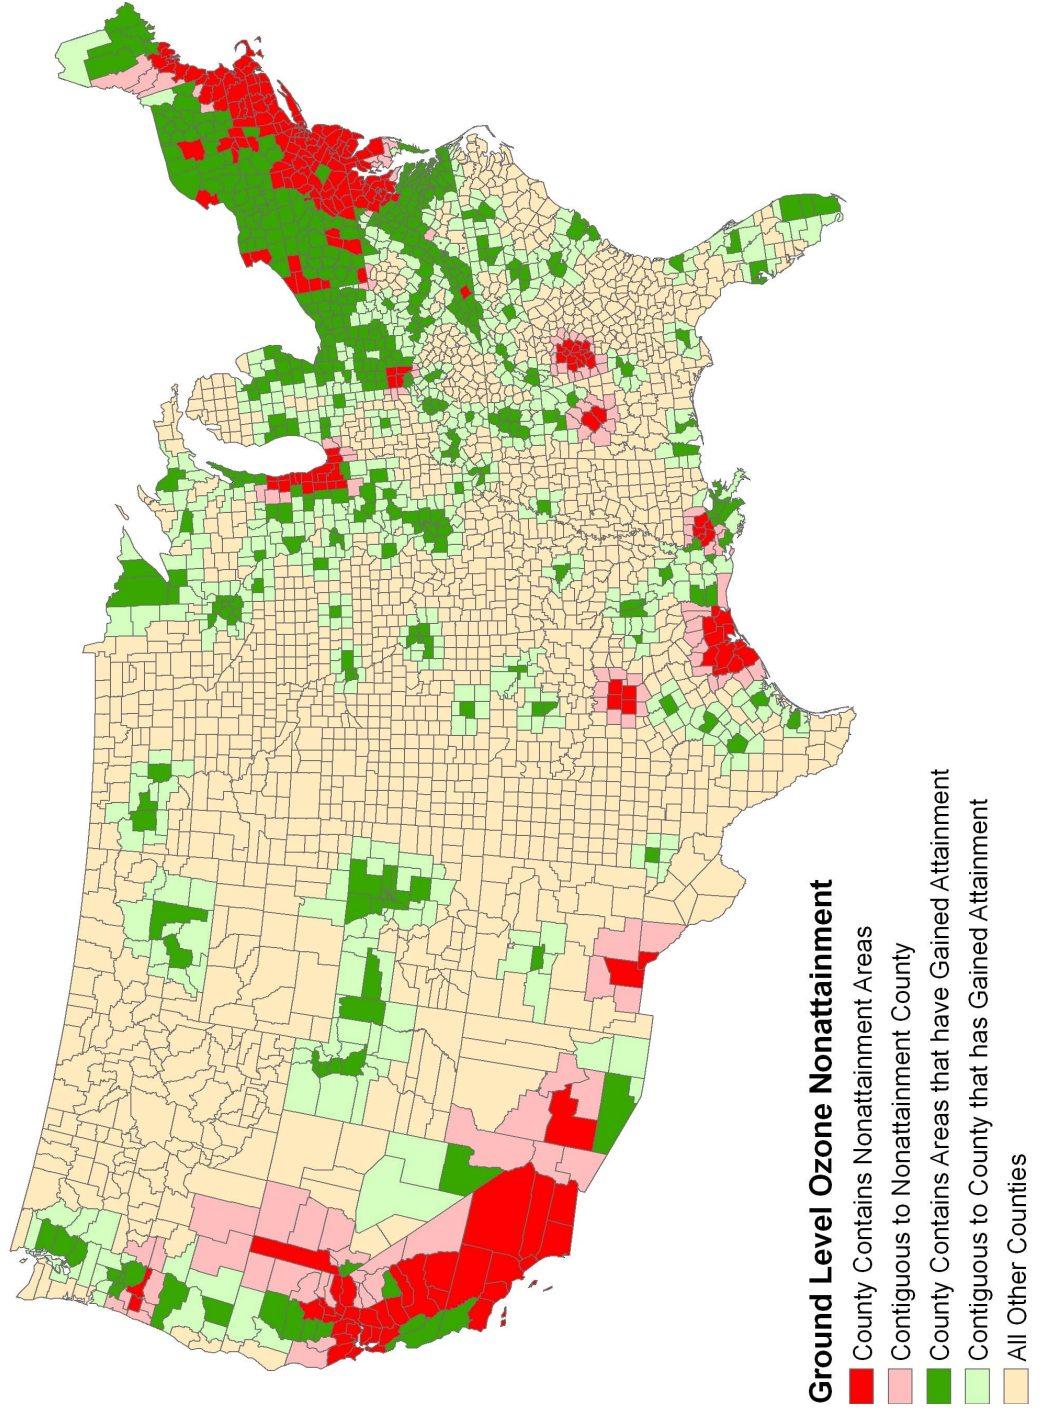 Ground Level Ozone Nonattainment
County Contains Nonattainment Areas
Contiguous to Nonattainment County
County Contains Areas that have Gained Attainment
Contiguous to County that has Gained Attainment
All Other Counties